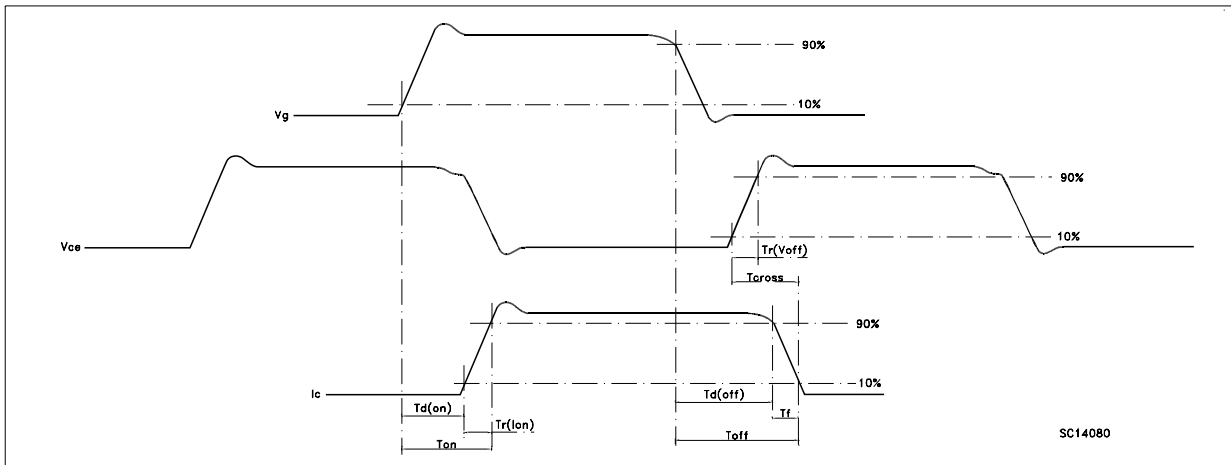 90%
10%
Vg
90%
Vce
10%
Tr(Voff)
Tcross
90%
10%
Ic
Td(on)
Td(off)
Tf
Tr(Ion)
Ton
Toff
SC14080